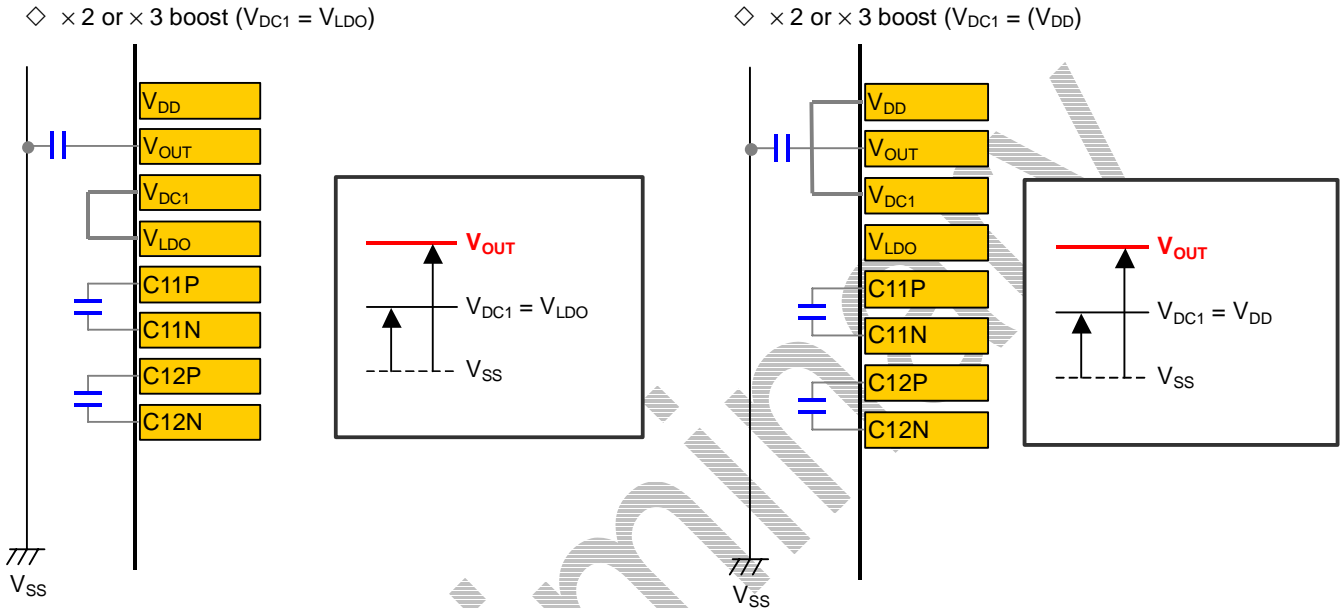 ◇ × 2 or × 3 boost (VDC1 = VLDO)
VDD
VOUT
VDC1
VLDO
C11P
C11N
C12P
C12N
VOUT
VDC1 = VLDO
VSS
VSS
◇ × 2 or × 3 boost (VDC1 = (VDD)
VDD
VOUT
VDC1
VLDO
C11P
C11N
C12P
C12N
VOUT
VDC1 = VDD
VSS
VSS